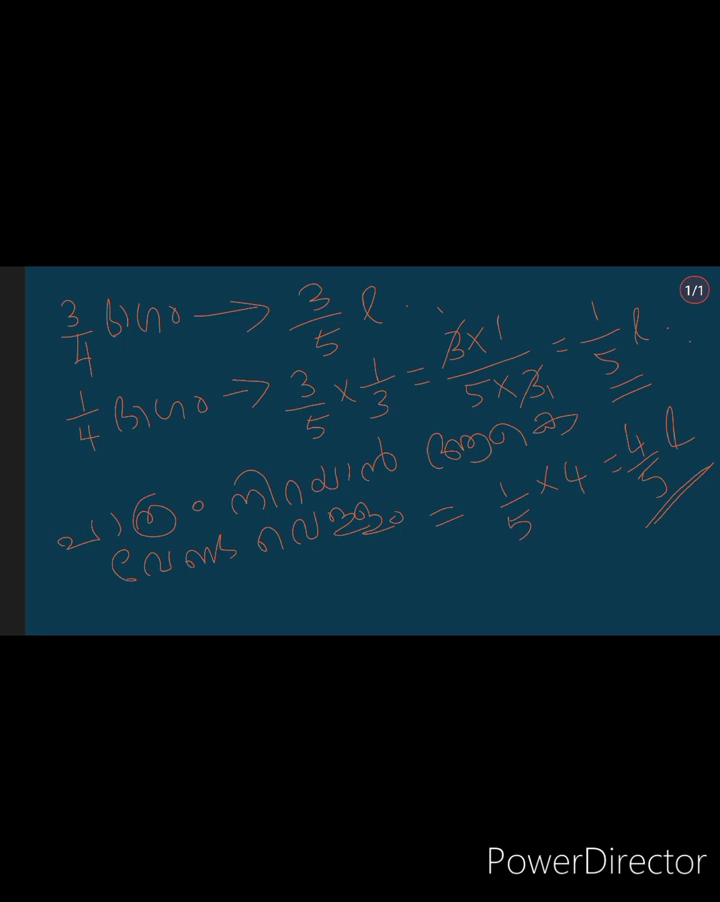 3/4 ഭാഗം → 3/5 l
1/4 ഭാഗം → 3/5 × 1/3 = 3×1/5×3 = 1/5 l
പാത്രം നിറയാൻ ആകെ
വേണ്ട വെള്ളം = 1/5 × 4 = 4/5 l
1/1
PowerDirector